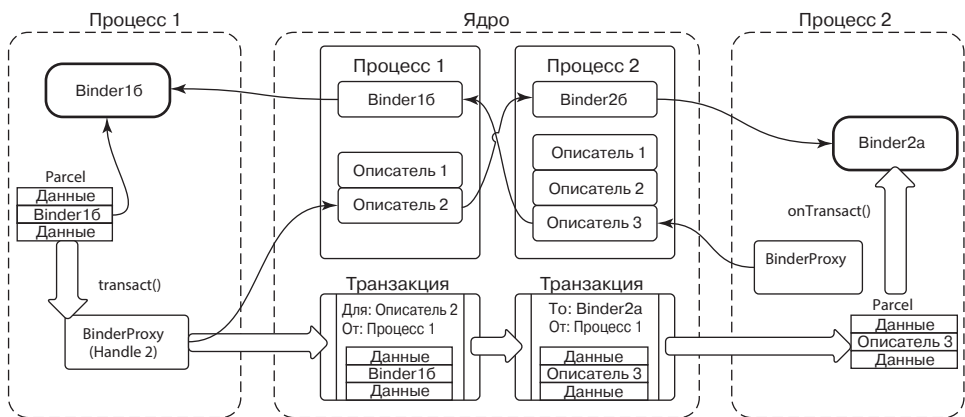 Процесс 1
Ядро
Процесс 2
Binder1б
Parcel
Данные
Binder1б
Данные
transact()
BinderProxy
(Handle 2)
Процесс 1
Binder1б
Описатель 1
Описатель 2
Процесс 2
Binder2б
Описатель 1
Описатель 2
Описатель 3
Транзакция
Для: Описатель 2
От: Процесс 1
Данные
Binder1б
Данные
Транзакция
To: Binder2a
От: Процесс 1
Данные
Описатель 3
Данные
Binder2a
onTransact()
BinderProxy
Parcel
Данные
Описатель 3
Данные